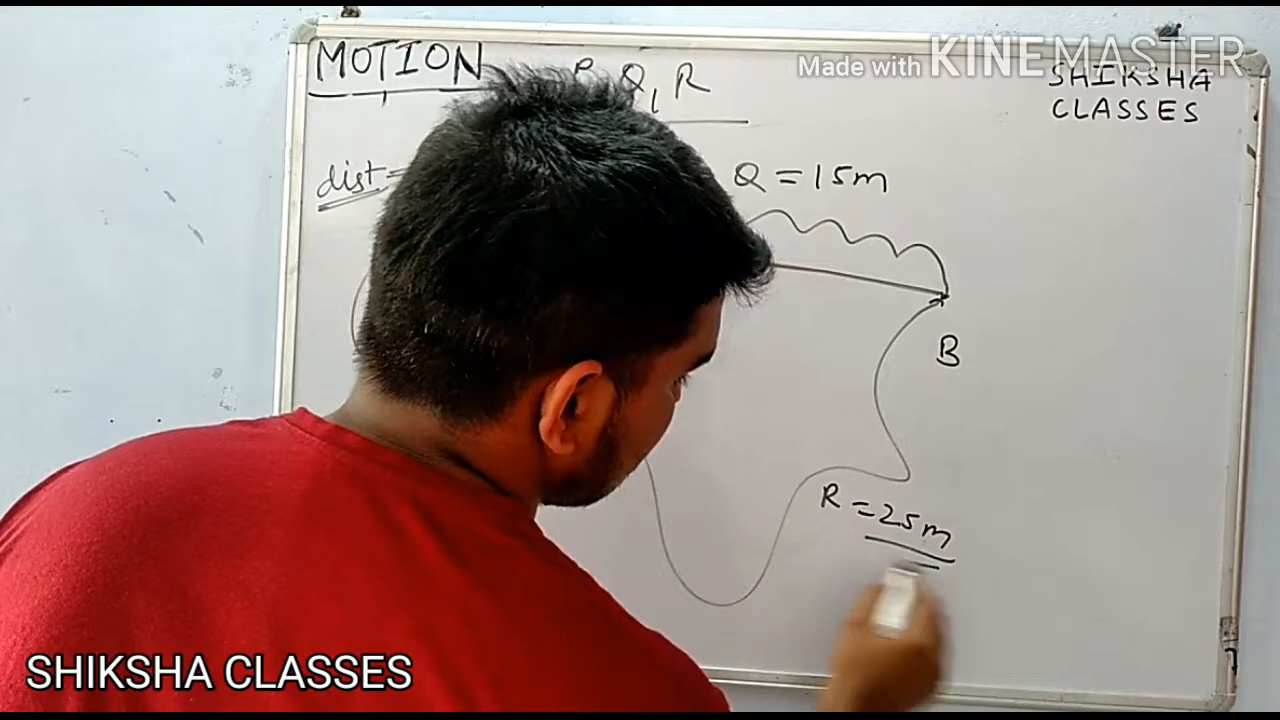 MOTION P Q, R
Made with KINEMASTER
SHIKSHA
CLASSES
dist=
Q = 15m
B
R = 25m
SHIKSHA CLASSES